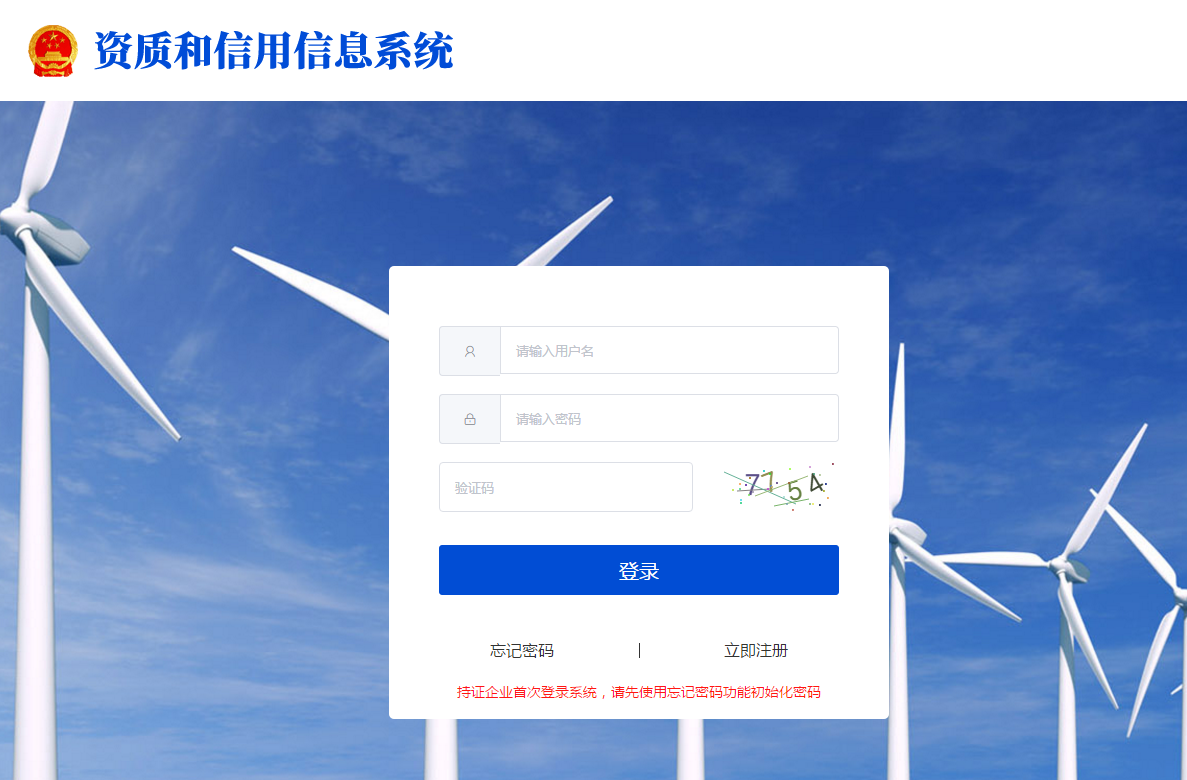 资质和信用信息系统
请输入用户名
请输入密码
验证码
7754
登录
忘记密码 | 立即注册
持证企业首次登录系统，请先使用忘记密码功能初始化密码